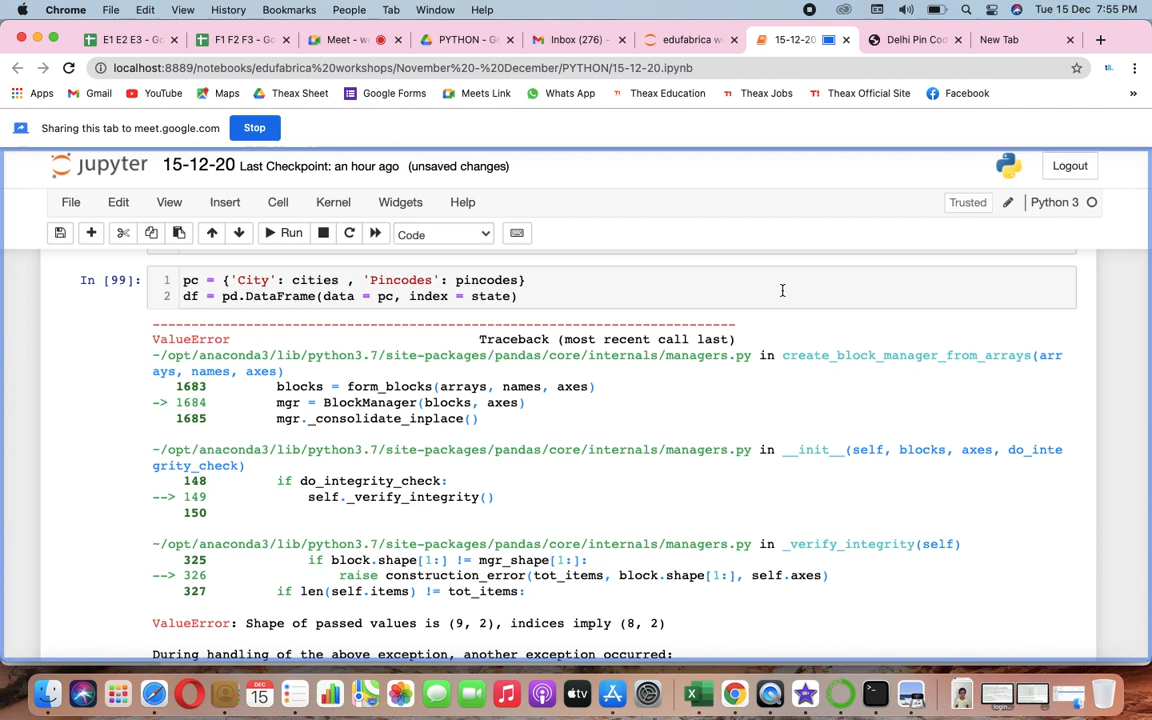 Chrome File Edit View History Bookmarks People Tab Window Help Tue 15 Dec 7:55 PM
E1 E2 E3 - G F1 F2 F3 - Go Meet - w PYTHON - G Inbox (276) - edufabrica w 15-12-20 Delhi Pin Co New Tab
localhost:8889/notebooks/edufabrica%20workshops/November%20-%20December/PYTHON/15-12-20.ipynb
Apps Gmail YouTube Maps Theax Sheet Google Forms Meets Link Whats App Theax Education Theax Jobs Theax Official Site Facebook »
Sharing this tab to meet.google.com Stop
jupyter 15-12-20 Last Checkpoint: an hour ago (unsaved changes) Logout
File Edit View Insert Cell Kernel Widgets Help Trusted Python 3
Run Code
In [99]: 1 pc = {'City': cities , 'Pincodes': pincodes}
2 df = pd.DataFrame(data = pc, index = state)
---------------------------------------------------------------------------
ValueError Traceback (most recent call last)
~/opt/anaconda3/lib/python3.7/site-packages/pandas/core/internals/managers.py in create_block_manager_from_arrays(arr
ays, names, axes)
1683 blocks = form_blocks(arrays, names, axes)
-> 1684 mgr = BlockManager(blocks, axes)
1685 mgr._consolidate_inplace()
~/opt/anaconda3/lib/python3.7/site-packages/pandas/core/internals/managers.py in __init__(self, blocks, axes, do_inte
grity_check)
148 if do_integrity_check:
--> 149 self._verify_integrity()
150
~/opt/anaconda3/lib/python3.7/site-packages/pandas/core/internals/managers.py in _verify_integrity(self)
325 if block.shape[1:] != mgr_shape[1:]:
--> 326 raise construction_error(tot_items, block.shape[1:], self.axes)
327 if len(self.items) != tot_items:
ValueError: Shape of passed values is (9, 2), indices imply (8, 2)
During handling of the above exception, another exception occurred:
DEC
15
tv